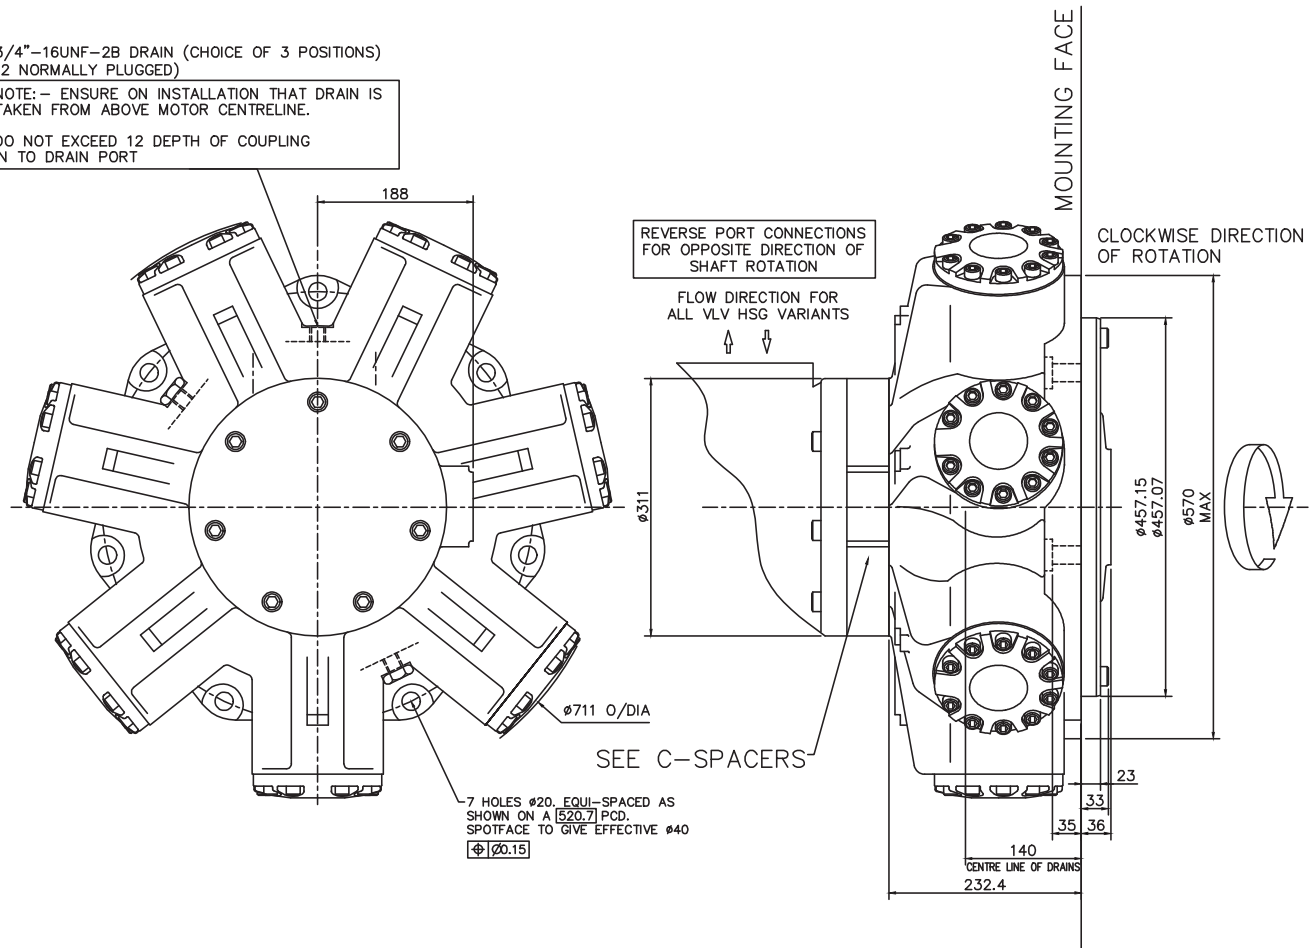 3/4”-16UNF-2B DRAIN (CHOICE OF 3 POSITIONS)
2 NORMALLY PLUGGED)
NOTE:- ENSURE ON INSTALLATION THAT DRAIN IS
TAKEN FROM ABOVE MOTOR CENTRELINE.
DO NOT EXCEED 12 DEPTH OF COUPLING
N TO DRAIN PORT
188
MOUNTING FACE
REVERSE PORT CONNECTIONS
FOR OPPOSITE DIRECTION OF
SHAFT ROTATION
FLOW DIRECTION FOR
ALL VLV HSG VARIANTS
CLOCKWISE DIRECTION
OF ROTATION
ø311
ø457.15
ø457.07
ø570
MAX
ø711 O/DIA
SEE C-SPACERS
7 HOLES ø20. EQUI-SPACED AS
SHOWN ON A 520.7 PCD.
SPOTFACE TO GIVE EFFECTIVE ø40
⌖ Ø0.15
23
33
35
36
140
CENTRE LINE OF DRAINS
232.4